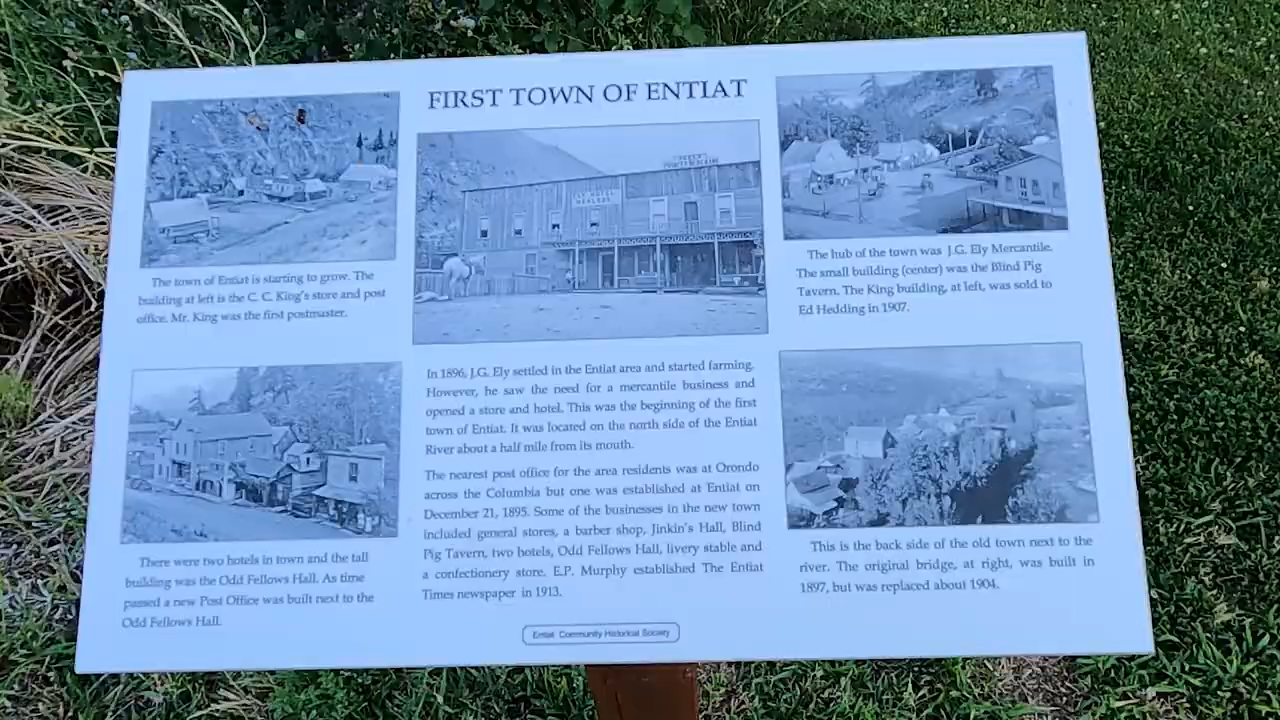 FIRST TOWN OF ENTIAT
The town of Entiat is starting to grow. The
building at left is the C. C. King's store and post
office. Mr. King was the first postmaster.
There were two hotels in town and the tall
building was the Odd Fellows Hall. As time
passed a new Post Office was built next to the
Odd Fellows Hall.
In 1896, J.G. Ely settled in the Entiat area and started farming.
However, he saw the need for a mercantile business and
opened a store and hotel. This was the beginning of the first
town of Entiat. It was located on the north side of the Entiat
River about a half mile from its mouth.
The nearest post office for the area residents was at Orondo
across the Columbia but one was established at Entiat on
December 21, 1895. Some of the businesses in the new town
included general stores, a barber shop, Jinkin's Hall, Blind
Pig Tavern, two hotels, Odd Fellows Hall, livery stable and
a confectionery store. E.P. Murphy established The Entiat
Times newspaper in 1913.
The hub of the town was J.G. Ely Mercantile.
The small building (center) was the Blind Pig
Tavern. The King building, at left, was sold to
Ed Hedding in 1907.
This is the back side of the old town next to the
river. The original bridge, at right, was built in
1897, but was replaced about 1904.
Entiat Community Historical Society